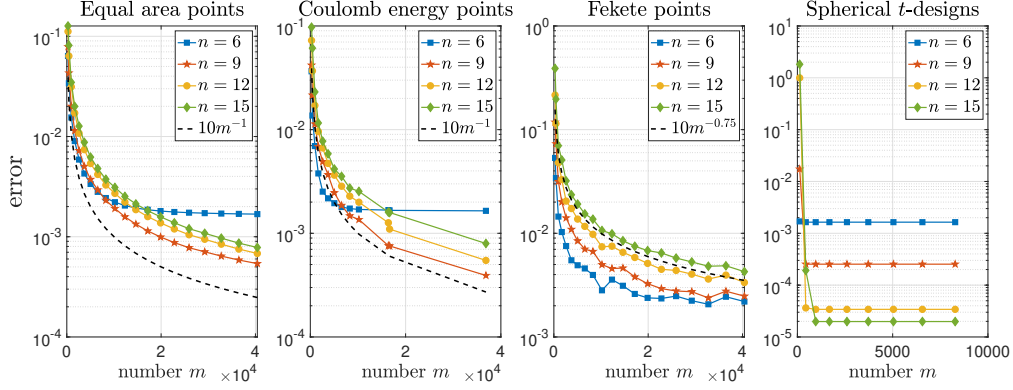 Equal area points
Coulomb energy points
Fekete points
Spherical t-designs
error
10^{-1}
10^{-2}
10^{-3}
10^{-4}
n = 6
n = 9
n = 12
n = 15
10m^{-1}
0
2
4
×10^4
number m
10^{-1}
10^{-2}
10^{-3}
10^{-4}
n = 6
n = 9
n = 12
n = 15
10m^{-1}
0
2
4
×10^4
number m
10^0
10^{-1}
10^{-2}
10^{-3}
n = 6
n = 9
n = 12
n = 15
10m^{-0.75}
0
2
4
×10^4
number m
10^1
10^0
10^{-1}
10^{-2}
10^{-3}
10^{-4}
10^{-5}
n = 6
n = 9
n = 12
n = 15
0
5000
10000
number m